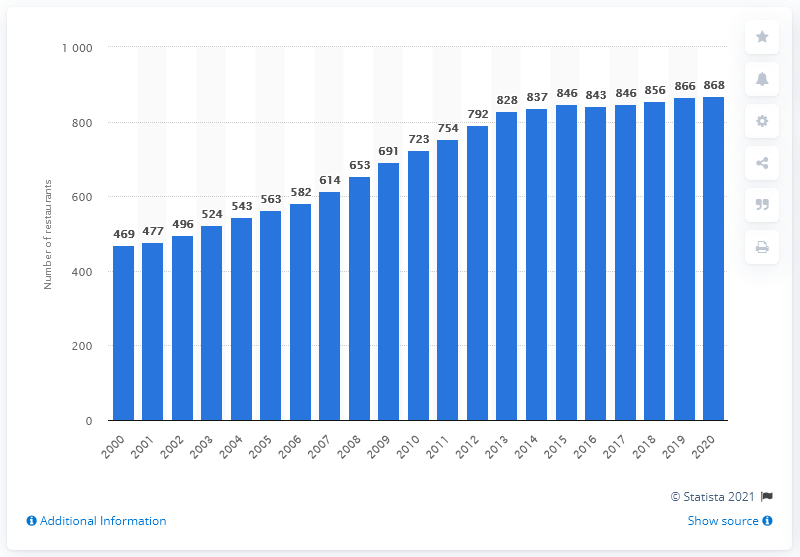 1 000
800
600
400
200
0
Number of restaurants
469 477 496 524 543 563 582 614 653 691 723 754 792 828 837 846 843 846 856 866 868
2000 2001 2002 2003 2004 2005 2006 2007 2008 2009 2010 2011 2012 2013 2014 2015 2016 2017 2018 2019 2020
© Statista 2021
Additional Information
Show source